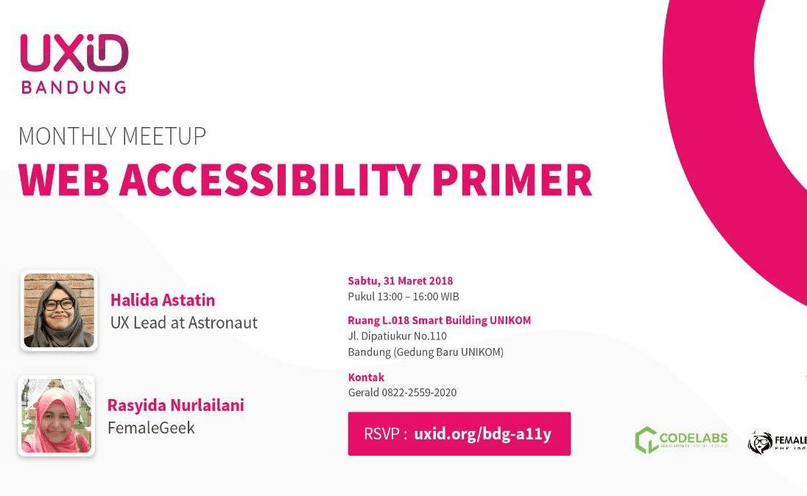 UXiD
BANDUNG
MONTHLY MEETUP
WEB ACCESSIBILITY PRIMER
Halida Astatin
UX Lead at Astronaut
Rasyida Nurlailani
FemaleGeek
Sabtu, 31 Maret 2018
Pukul 13:00 – 16:00 WIB
Ruang L.018 Smart Building UNIKOM
Jl. Dipatiukur No.110
Bandung (Gedung Baru UNIKOM)
Kontak
Gerald 0822-2559-2020
RSVP : uxid.org/bdg-a11y
CODELABS
FEMALE